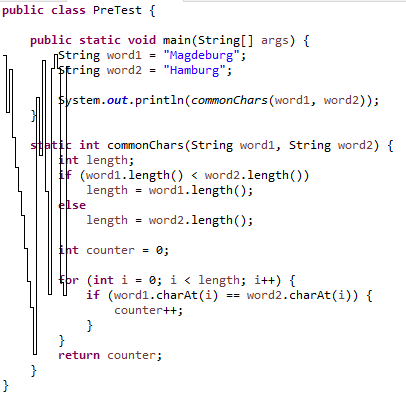 public class PreTest {
public static void main(String[] args) {
String word1 = "Magdeburg";
String word2 = "Hamburg";
System.out.println(commonChars(word1, word2));
}
static int commonChars(String word1, String word2) {
int length;
if (word1.length() < word2.length())
length = word1.length();
else
length = word2.length();
int counter = 0;
for (int i = 0; i < length; i++) {
if (word1.charAt(i) == word2.charAt(i)) {
counter++;
}
}
return counter;
}
}